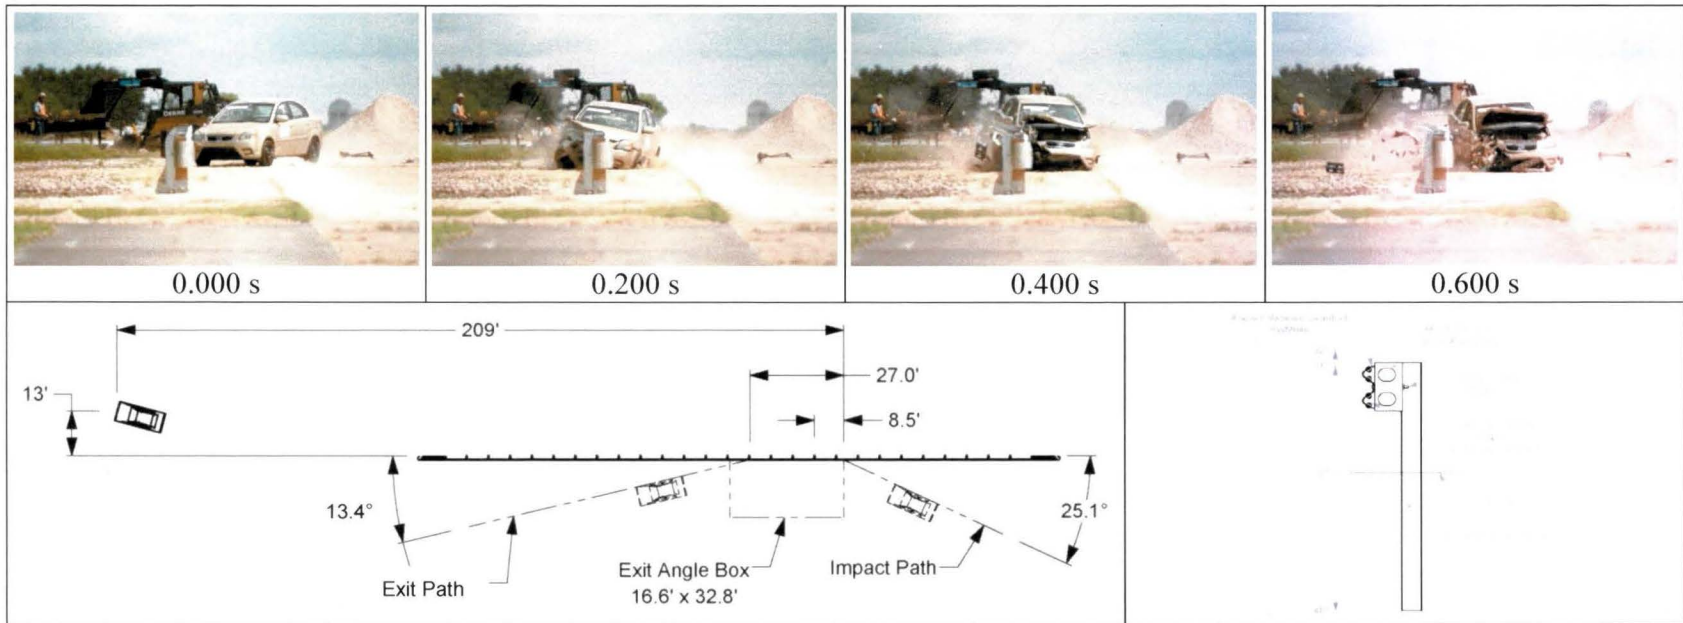 0.000 s
0.200 s
0.400 s
0.600 s
209'
27.0'
13'
8.5'
13.4°
25.1°
Exit Angle Box
16.6' x 32.8'
Impact Path
Exit Path